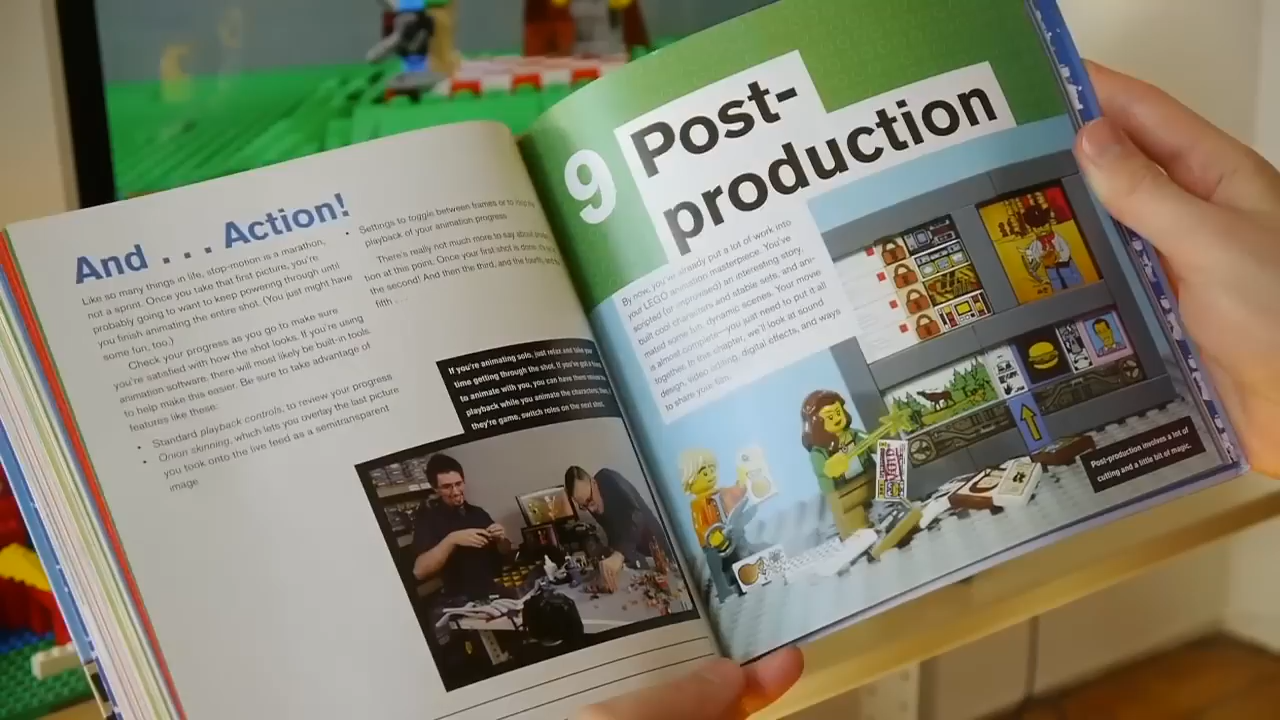 And . . . Action!
Like so many things in life, stop-motion is a marathon,
not a sprint. Once you take that first picture, you're
probably going to want to keep powering through until
you finish animating the entire shot. (You just might have
some fun, too.)
Check your progress as you go to make sure
you're satisfied with how the shot looks. If you're using
animation software, there will most likely be built-in tools
to help make this easier. Be sure to take advantage of
features like these:
• Standard playback controls, to review your progress
• Onion skinning, which lets you overlay the last picture
you took onto the live feed as a semitransparent
image
• Settings to toggle between frames or to loop the
playback of your animation progress
There's really not much more to say about
tion at this point. Once your first shot is done,
the second! And then the third, and the fourth, and the
fifth . . .
If you're animating solo, just relax and take your
time getting through the shot. If you've got a
to animate with you, you can have them
playback while you animate the characters.
they're game, switch roles on the next shot.
9
Post-
production
By now, you've already put a lot of work into
your LEGO animation masterpiece. You've
scripted (or improvised) an interesting story,
built cool characters and stable sets, and ani-
mated some fun, dynamic scenes. Your movie
is almost complete—you just need to put it all
together. In this chapter, we'll look at sound
design, video editing, digital effects, and ways
to share your film.
Post-production involves a lot of
cutting and a little bit of magic.